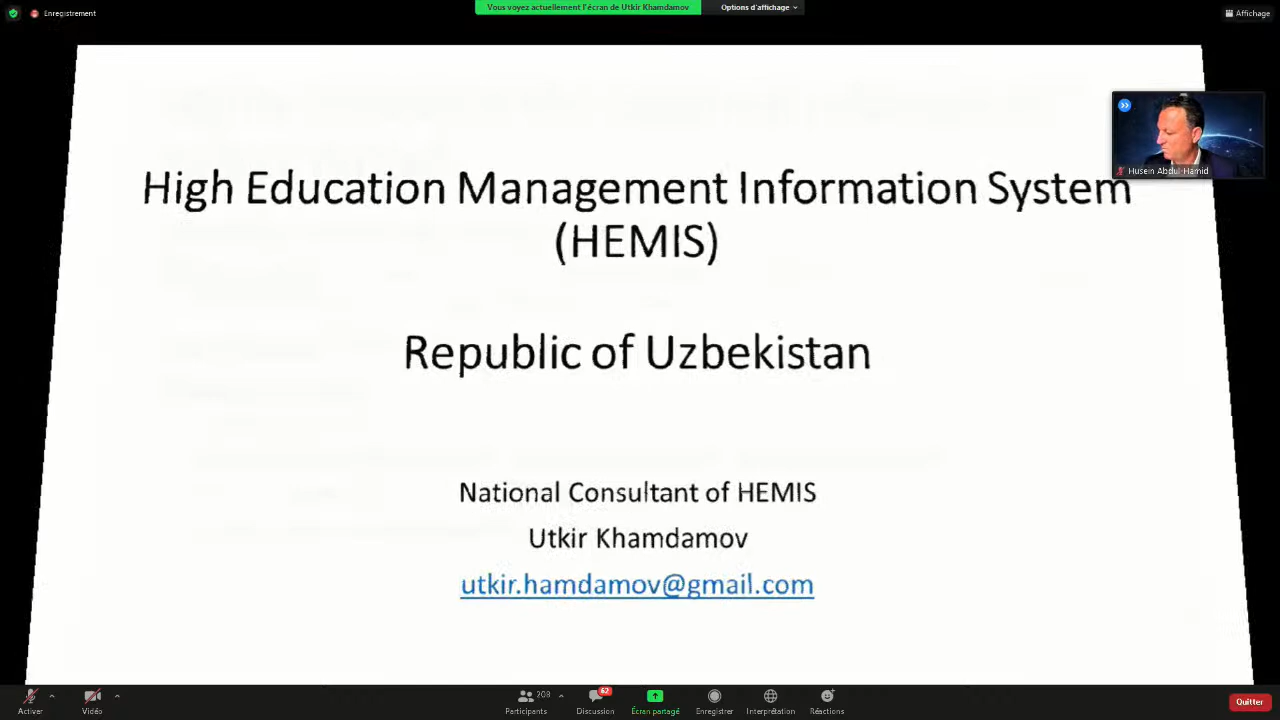 Enregistrement
Vous voyez actuellement l'écran de Utkir Khamdamov
Options d'affichage
Affichage
Husein Abdul-Hamid
High Education Management Information System
(HEMIS)
Republic of Uzbekistan
National Consultant of HEMIS
Utkir Khamdamov
utkir.hamdamov@gmail.com
Activer
Vidéo
208
Participants
62
Discussion
Écran partagé
Enregistrer
Interprétation
Réactions
Quitter